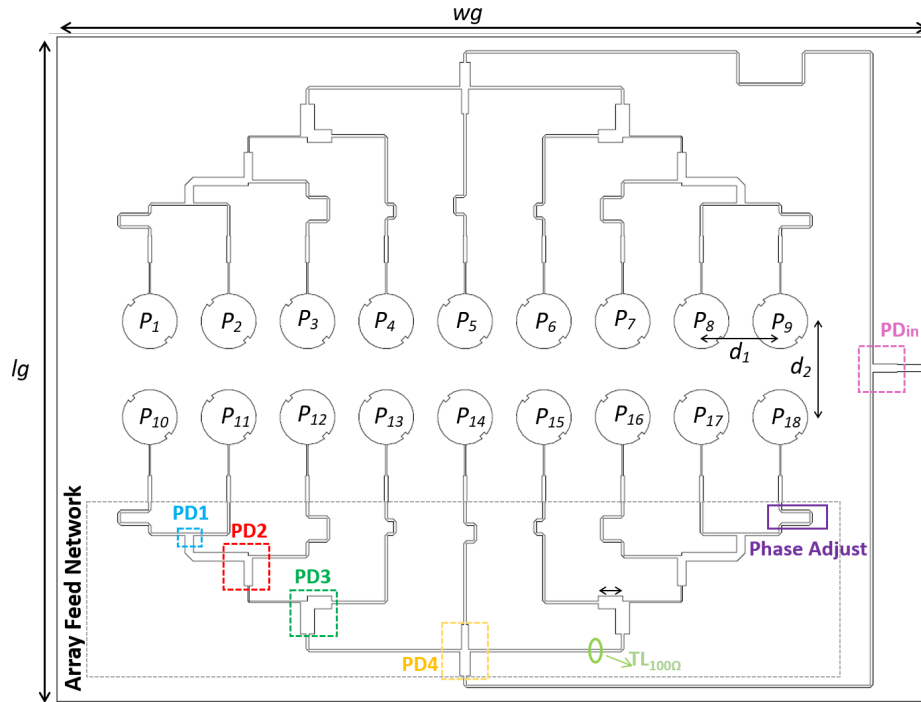 wg
lg
P1 P2 P3 P4 P5 P6 P7 P8 P9
d1
d2
PDin
P10 P11 P12 P13 P14 P15 P16 P17 P18
Array Feed Network
PD1
PD2
Phase Adjust
PD3
PD4
TL100Ω